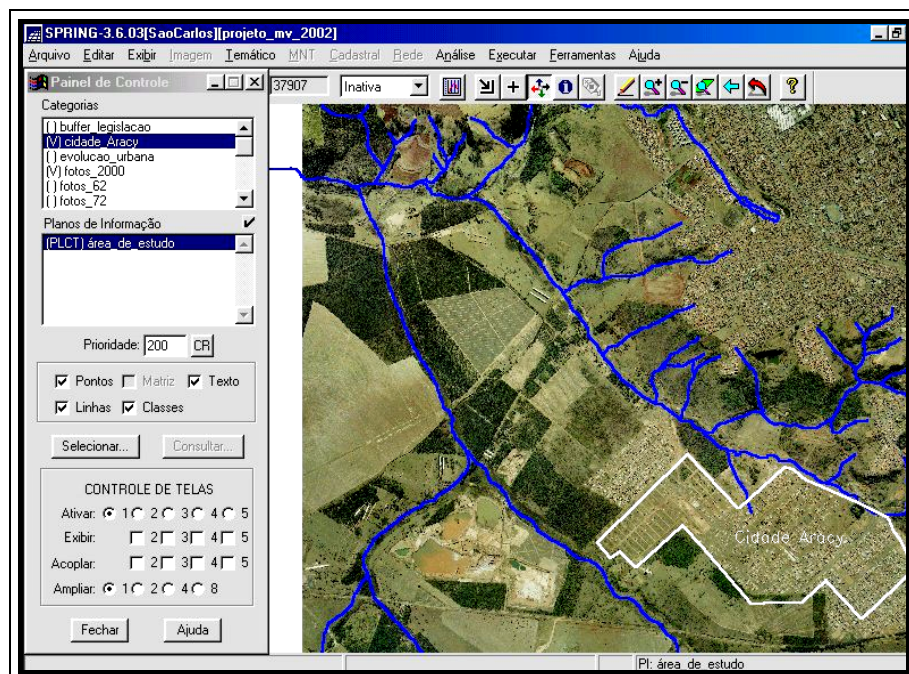 SPRING-3.6.03[SaoCarlos][projeto_mv_2002]
Arquivo Editar Exibir Imagem Temático MNT Cadastral Rede Análise Executar Ferramentas Ajuda
Painel de Controle
37907 Inativa
Categorias
( ) buffer_legislacao
(V) cidade_Aracy
( ) evolucao_urbana
(V) fotos_2000
( ) fotos_62
( ) fotos_72
Planos de Informação
(PLCT) área_de_estudo
Prioridade: 200 CR
Pontos Matriz Texto
Linhas Classes
Selecionar... Consultar...
CONTROLE DE TELAS
Ativar: 1 2 3 4 5
Exibir: 2 3 4 5
Acoplar: 2 3 4 5
Ampliar: 1 2 4 8
Fechar Ajuda
Cidade Aracy
PI: área_de_estudo